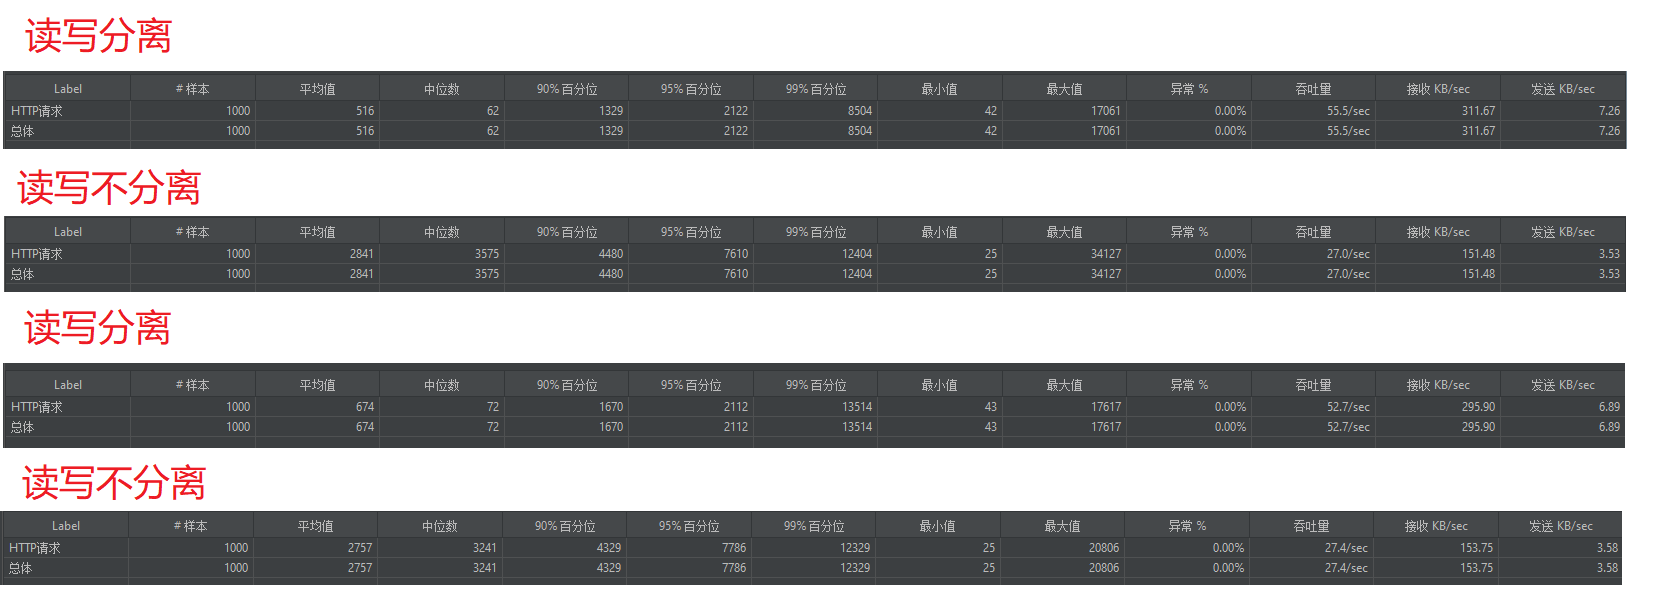 读写分离
Label # 样本 平均值 中位数 90% 百分位 95% 百分位 99% 百分位 最小值 最大值 异常 % 吞吐量 接收 KB/sec 发送 KB/sec
HTTP请求 1000 516 62 1329 2122 8504 42 17061 0.00% 55.5/sec 311.67 7.26
总体 1000 516 62 1329 2122 8504 42 17061 0.00% 55.5/sec 311.67 7.26
读写不分离
Label # 样本 平均值 中位数 90% 百分位 95% 百分位 99% 百分位 最小值 最大值 异常 % 吞吐量 接收 KB/sec 发送 KB/sec
HTTP请求 1000 2841 3575 4480 7610 12404 25 34127 0.00% 27.0/sec 151.48 3.53
总体 1000 2841 3575 4480 7610 12404 25 34127 0.00% 27.0/sec 151.48 3.53
读写分离
Label # 样本 平均值 中位数 90% 百分位 95% 百分位 99% 百分位 最小值 最大值 异常 % 吞吐量 接收 KB/sec 发送 KB/sec
HTTP请求 1000 674 72 1670 2112 13514 43 17617 0.00% 52.7/sec 295.90 6.89
总体 1000 674 72 1670 2112 13514 43 17617 0.00% 52.7/sec 295.90 6.89
读写不分离
Label # 样本 平均值 中位数 90% 百分位 95% 百分位 99% 百分位 最小值 最大值 异常 % 吞吐量 接收 KB/sec 发送 KB/sec
HTTP请求 1000 2757 3241 4329 7786 12329 25 20806 0.00% 27.4/sec 153.75 3.58
总体 1000 2757 3241 4329 7786 12329 25 20806 0.00% 27.4/sec 153.75 3.58